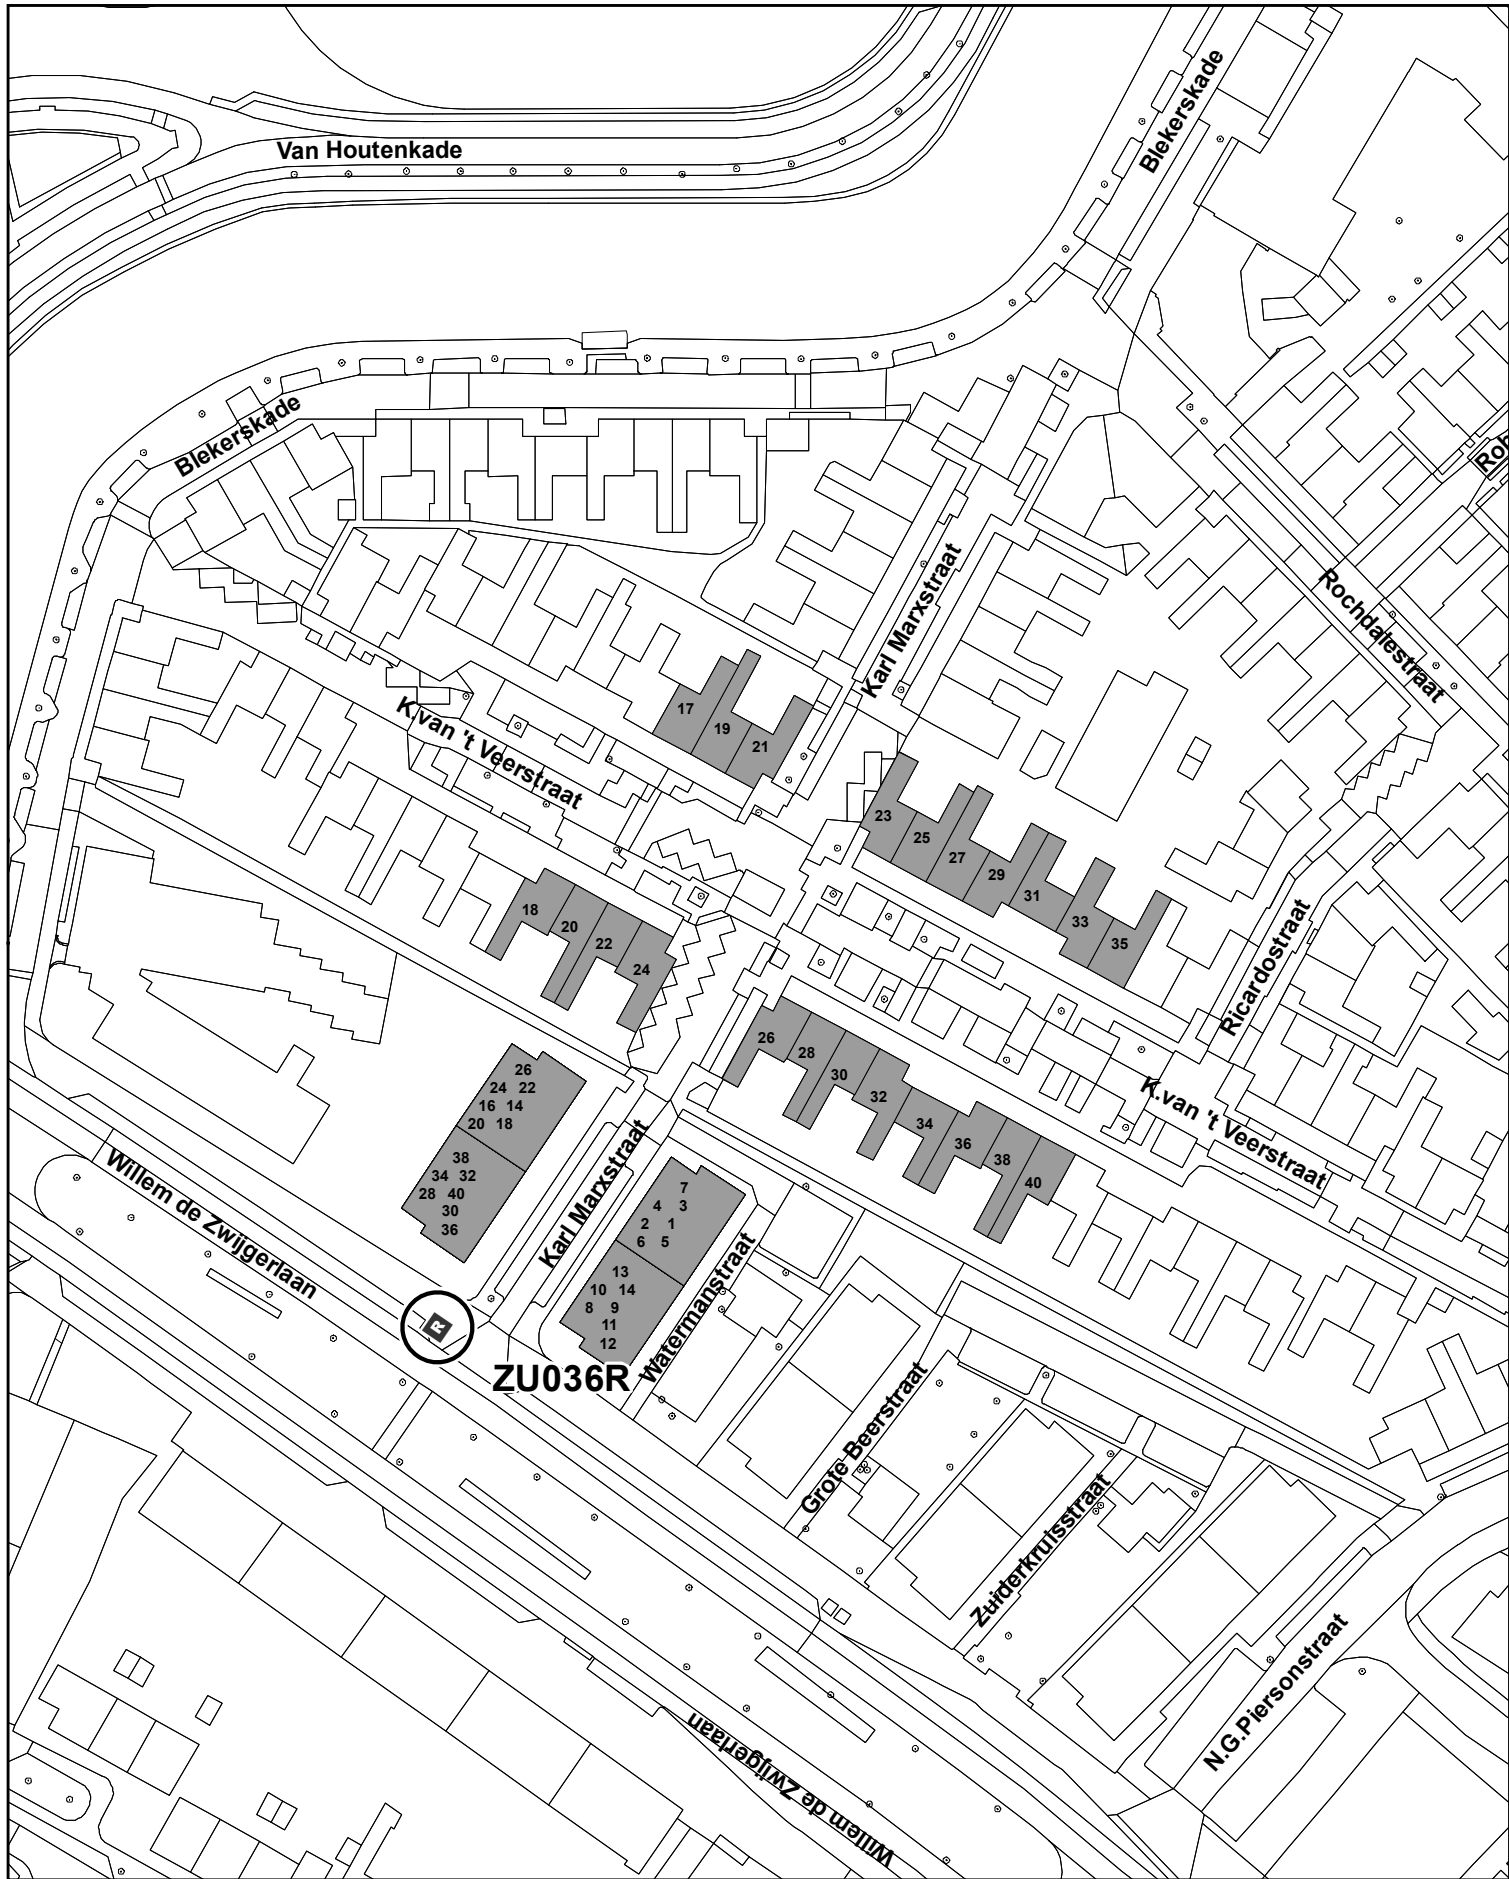 Van Houtenkade
Blekerskade
Blekerskade
Karl Marxstraat
Rochdalestraat
K.van 't Veerstraat
17
19
21
23
25
27
29
31
33
35
18
20
22
24
Ricardostraat
26
28
30
32
34
36
38
40
K.van 't Veerstraat
26
24 22
16 14
20 18
38
34 32
28 40
30
36
Karl Marxstraat
7
4 3
2 1
6 5
13
10 14
8 9
11
12
Willem de Zwijgerlaan
R
ZU036R
Watermanstraat
Grote Beerstraat
Zuiderkruisstraat
N.G.Piersonstraat
Willem de Zwijgerlaan